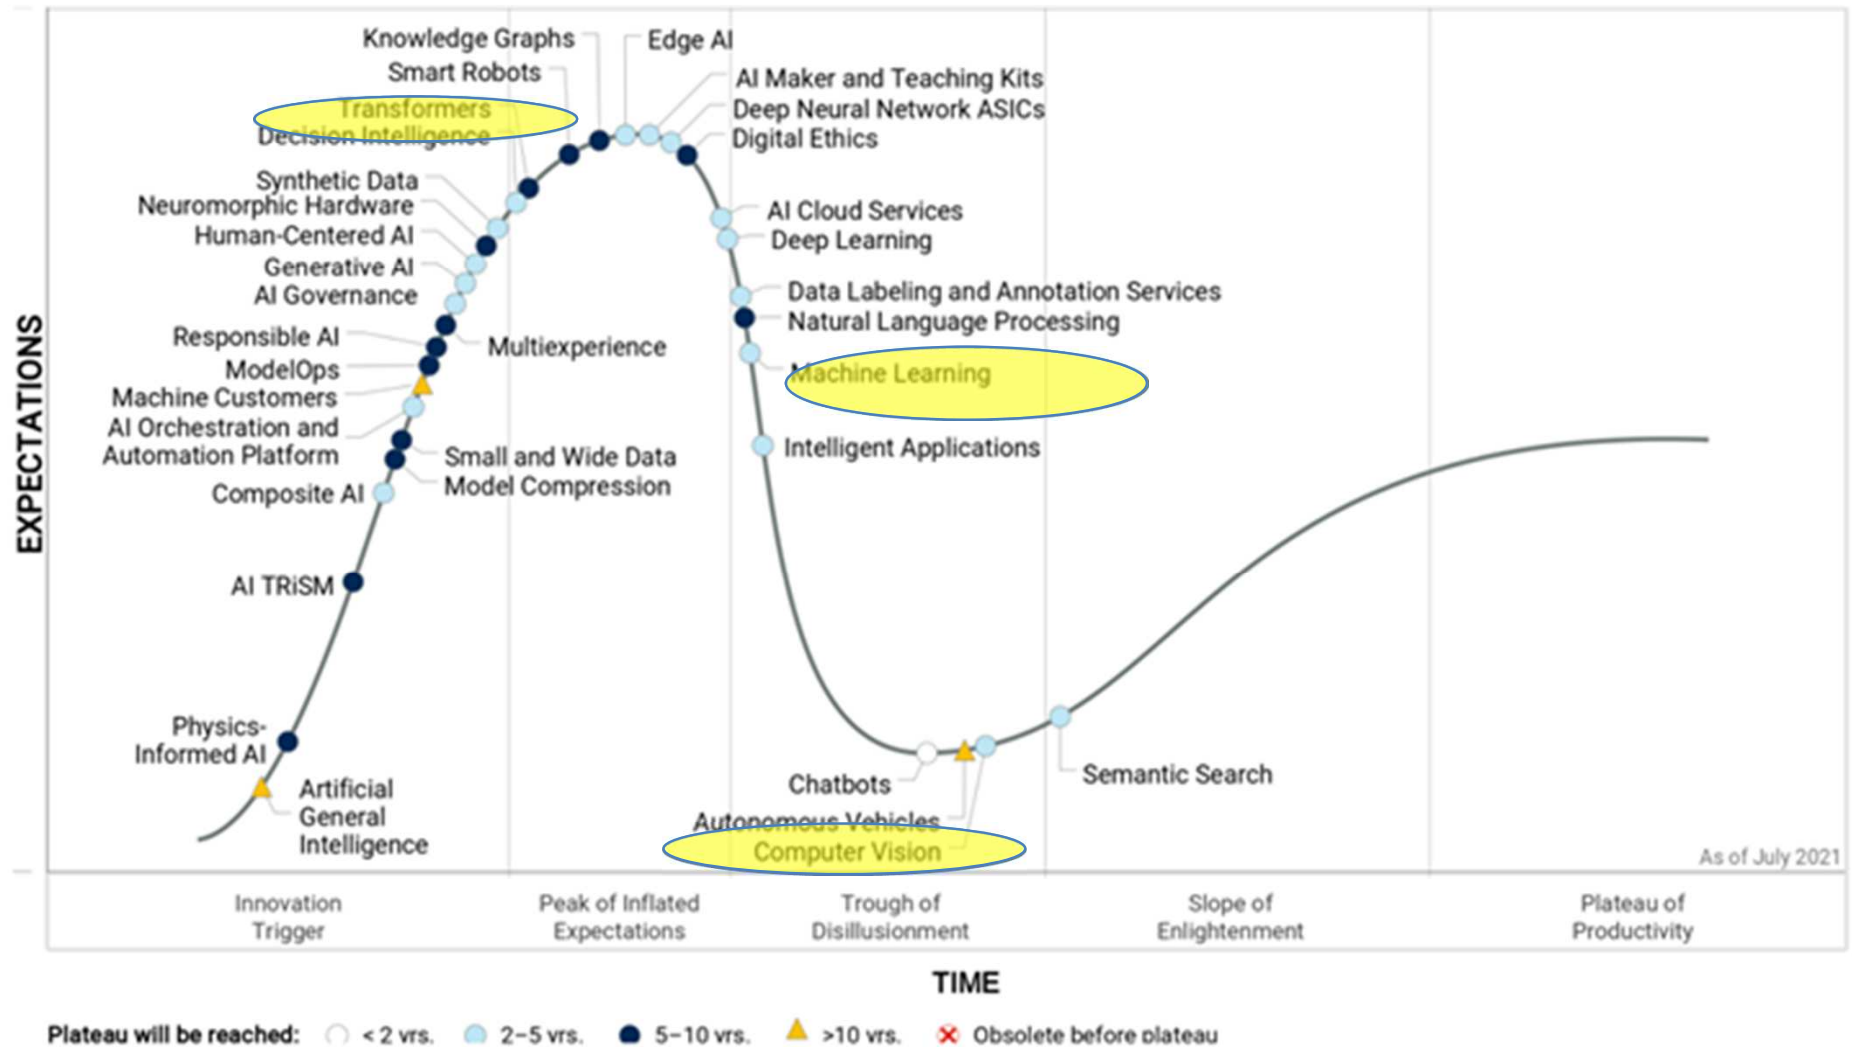 Knowledge Graphs
Edge AI
Smart Robots
AI Maker and Teaching Kits
Transformers
Deep Neural Network ASICs
Decision Intelligence
Digital Ethics
Synthetic Data
Neuromorphic Hardware
AI Cloud Services
Human-Centered AI
Deep Learning
Generative AI
AI Governance
Data Labeling and Annotation Services
Natural Language Processing
Responsible AI
Multiexperience
ModelOps
Machine Learning
Machine Customers
AI Orchestration and
Automation Platform
Intelligent Applications
Small and Wide Data
Model Compression
Composite AI
AI TRiSM
Physics-
Informed AI
Artificial
General
Intelligence
Chatbots
Semantic Search
Autonomous Vehicles
Computer Vision
As of July 2021
EXPECTATIONS
Innovation
Trigger
Peak of Inflated
Expectations
Trough of
Disillusionment
Slope of
Enlightenment
Plateau of
Productivity
TIME
Plateau will be reached: < 2 yrs. 2–5 yrs. 5–10 yrs. >10 yrs. Obsolete before plateau